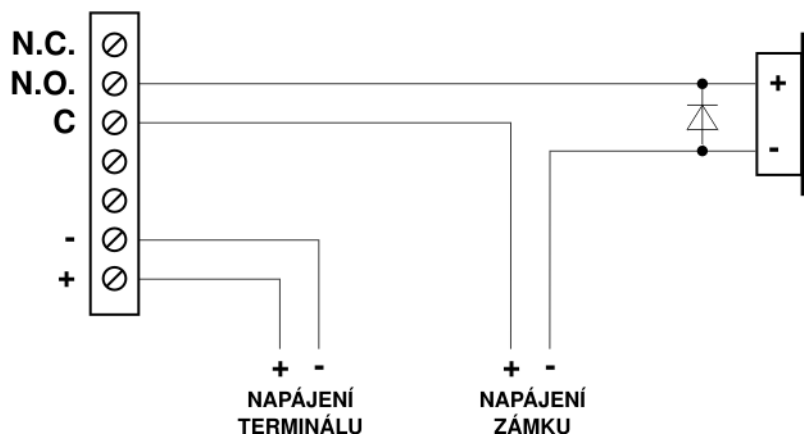 N.C.
N.O.
C
-
+
+
-
+ -
+ -
NAPÁJENÍ
TERMINÁLU
NAPÁJENÍ
ZÁMKU